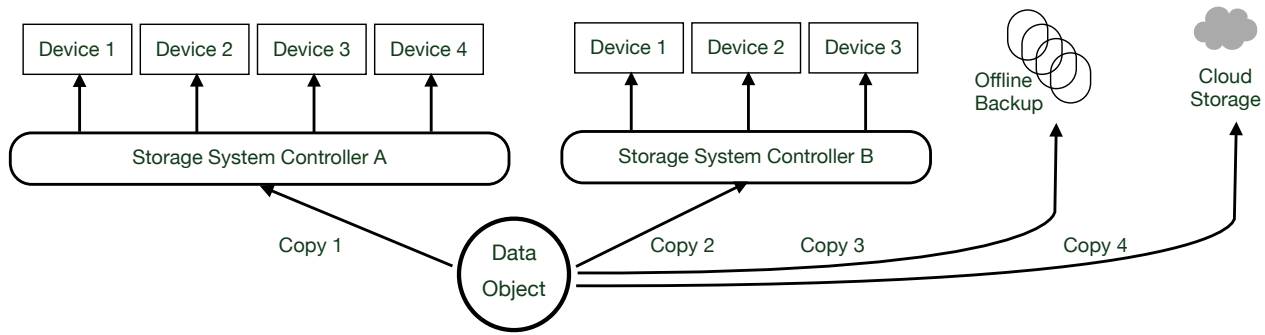 Device 1
Device 2
Device 3
Device 4
Device 1
Device 2
Device 3
Offline
Backup
Cloud
Storage
Storage System Controller A
Storage System Controller B
Copy 1
Copy 2
Copy 3
Copy 4
Data
Object